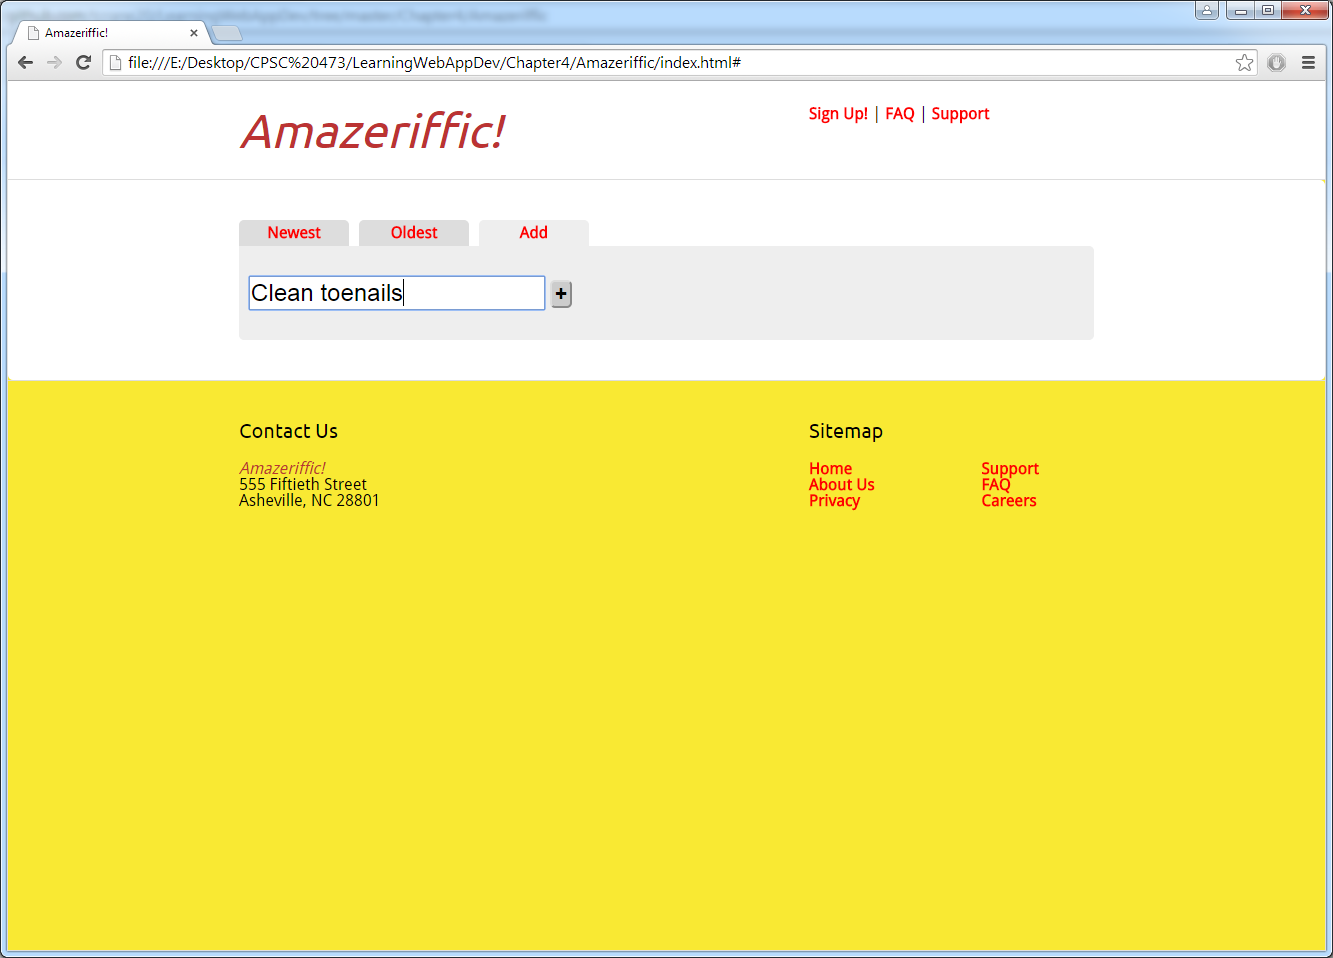 Amazeriffic!
file:///E:/Desktop/CPSC%20473/LearningWebAppDev/Chapter4/Amazeriffic/index.html#
Amazeriffic!
Sign Up! | FAQ | Support
Newest
Oldest
Add
Clean toenails
+
Contact Us
Amazeriffic!
555 Fiftieth Street
Asheville, NC 28801
Sitemap
Home
About Us
Privacy
Support
FAQ
Careers